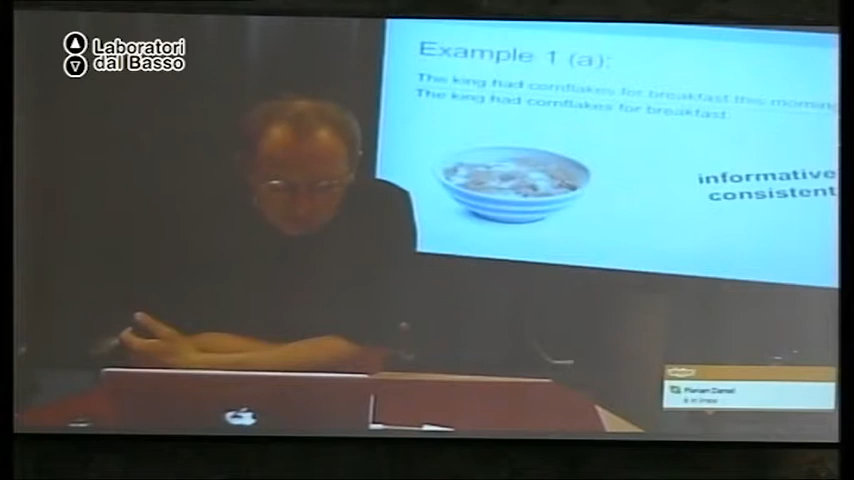 Laboratori
dal Basso
Example 1 (a):
The king had cornflakes for breakfast this morning
The king had cornflakes for breakfast.
informative
consistent